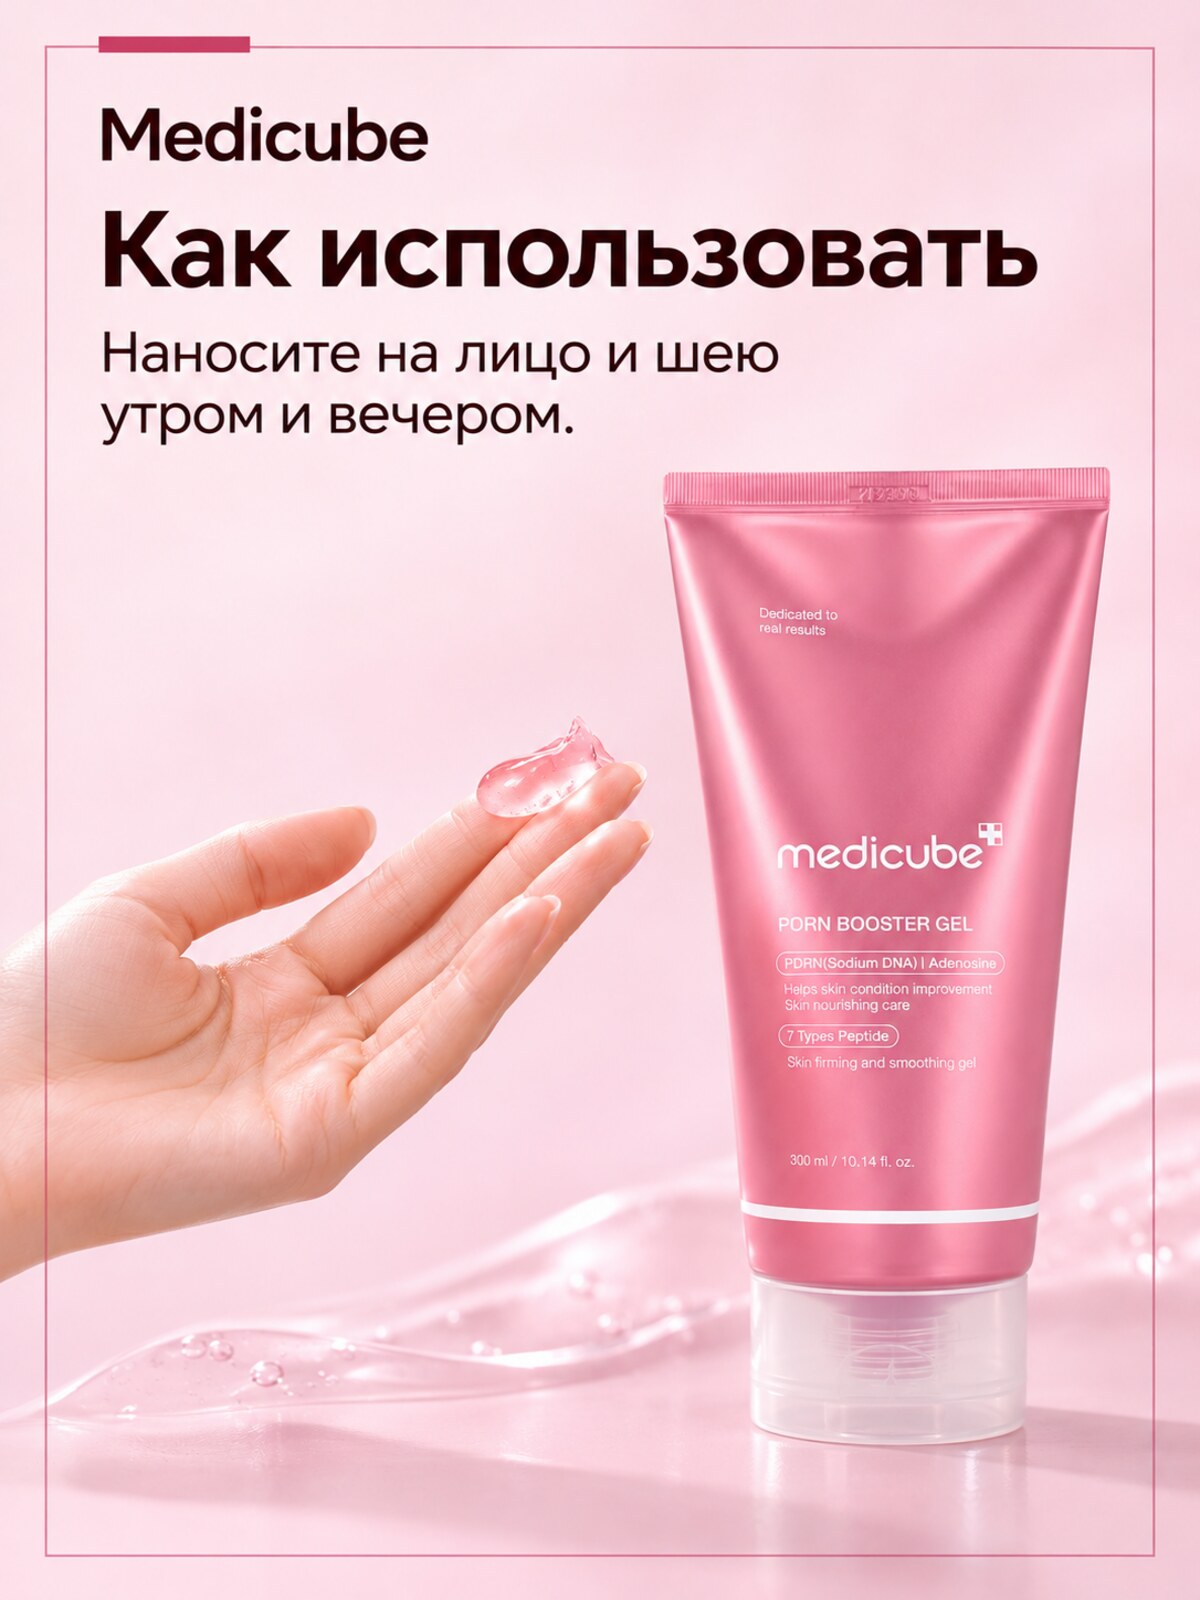 Medicube
Как использовать
Наносите на лицо и шею
утром и вечером.
Dedicated to
real results
medicube
PORN BOOSTER GEL
PDRN(Sodium DNA) | Adenosine
Helps skin condition improvement
Skin nourishing care
7 Types Peptide
Skin firming and smoothing gel
300 ml / 10.14 fl. oz.